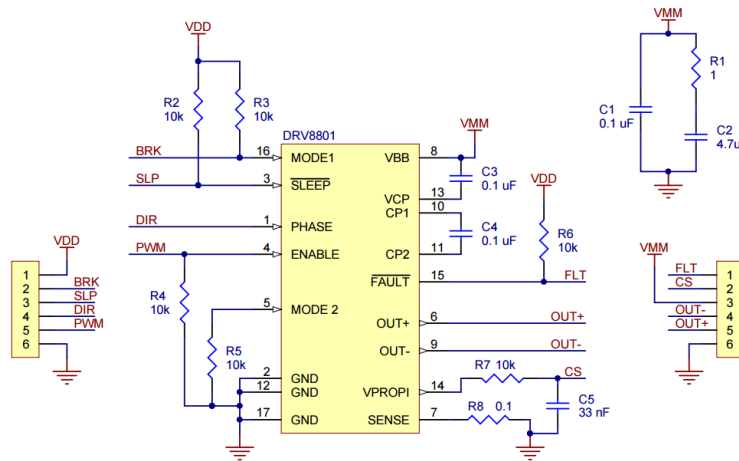 VDD
R2
10k
R3
10k
DRV8801
BRK
16
MODE1
SLP
3
SLEEP
DIR
1
PHASE
PWM
4
ENABLE
R4
10k
5
MODE 2
R5
10k
2
GND
12
GND
17
GND
VBB
8
VMM
C3
0.1 uF
VCP
13
CP1
10
C4
0.1 uF
CP2
11
VDD
R6
10k
FAULT
15
FLT
OUT+
6
OUT+
OUT-
9
OUT-
VPROPI
14
R7 10k
CS
C5
33 nF
SENSE
7
R8 0.1
VMM
R1
1
C1
0.1 uF
C2
4.7u
VDD
1
2
BRK
3
SLP
4
DIR
5
PWM
6
VMM
FLT
1
CS
2
3
OUT-
4
OUT+
5
6